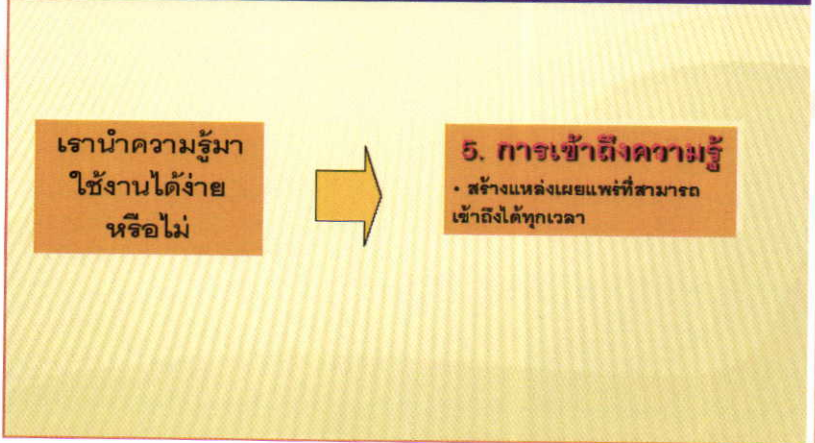 เรานำความรู้มา
ใช้งานได้ง่าย
หรือไม่
5. การเข้าถึงความรู้
• สร้างแหล่งเผยแพร่ที่สามารถ
เข้าถึงได้ทุกเวลา